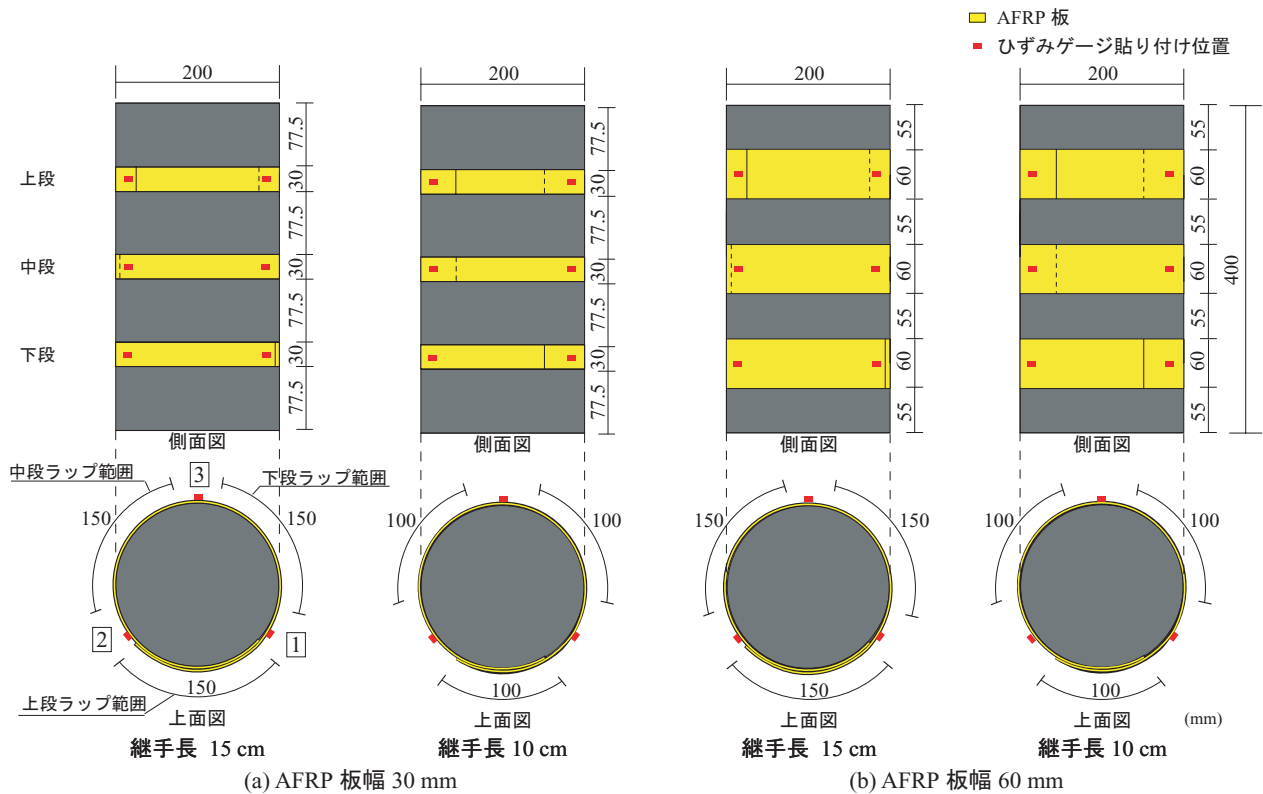 AFRP 板
ひずみゲージ貼り付け位置
200
200
200
200
上段
中段
下段
77.5
30
77.5
30
77.5
30
77.5
77.5
30
77.5
30
77.5
30
77.5
55
60
55
60
55
60
55
55
60
55
60
55
60
55
400
側面図
側面図
側面図
側面図
中段ラップ範囲
3
下段ラップ範囲
150
150
100
100
150
150
100
100
2
1
150
100
150
100
上段ラップ範囲
上面図
上面図
上面図
上面図
(mm)
継手長 15 cm
継手長 10 cm
継手長 15 cm
継手長 10 cm
(a) AFRP 板幅 30 mm
(b) AFRP 板幅 60 mm